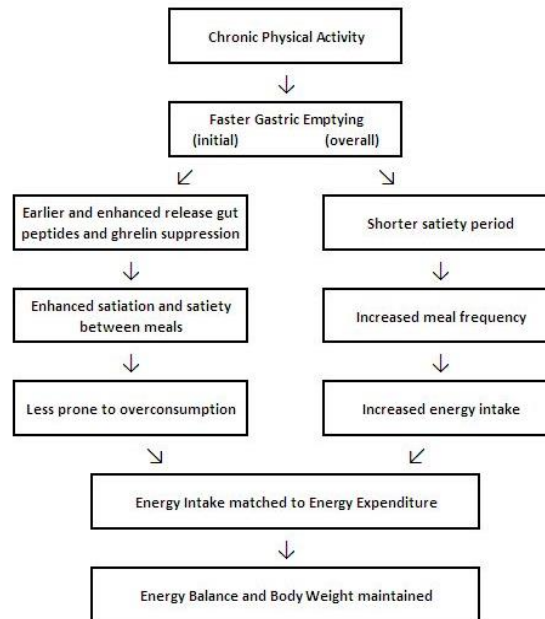 Chronic Physical Activity
Faster Gastric Emptying
(initial) (overall)
Earlier and enhanced release gut
peptides and ghrelin suppression
Shorter satiety period
Enhanced satiation and satiety
between meals
Increased meal frequency
Less prone to overconsumption
Increased energy intake
Energy Intake matched to Energy Expenditure
Energy Balance and Body Weight maintained